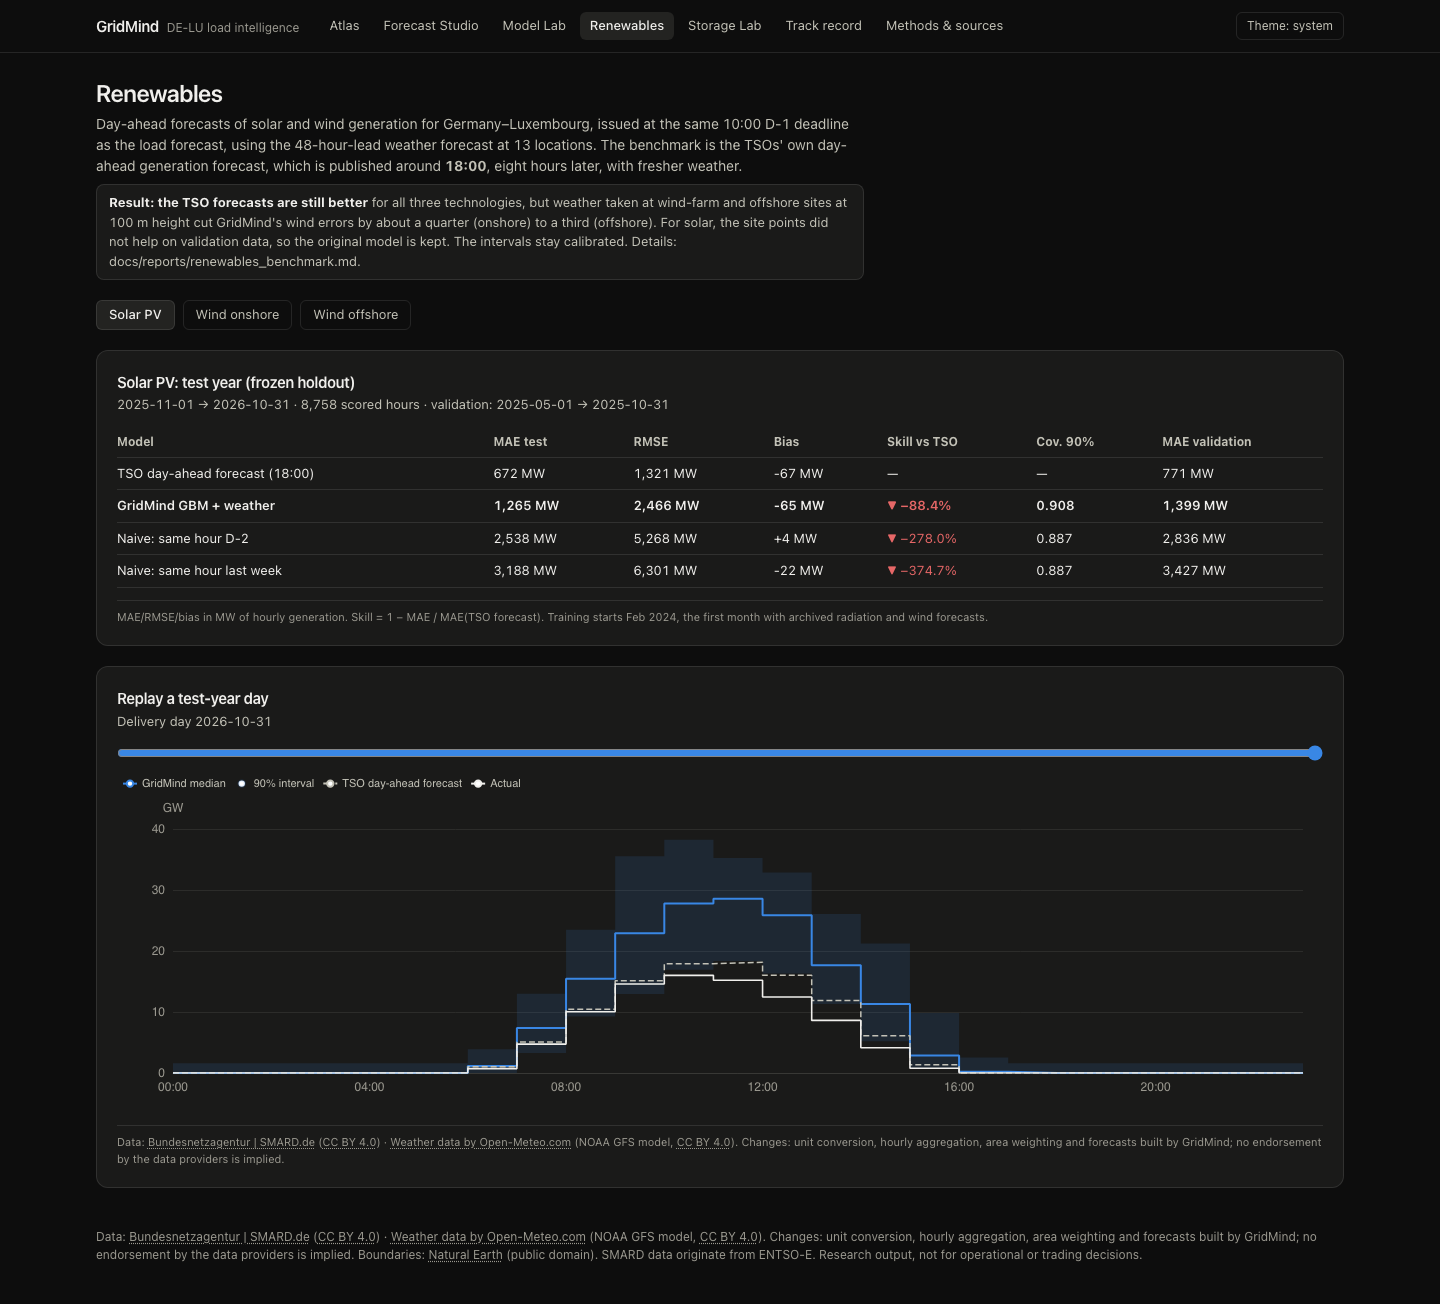 GridMind DE-LU load intelligence Atlas Forecast Studio Model Lab Renewables Storage Lab Track record Methods & sources Theme: system
Renewables
Day-ahead forecasts of solar and wind generation for Germany–Luxembourg, issued at the same 10:00 D-1 deadline
as the load forecast, using the 48-hour-lead weather forecast at 13 locations. The benchmark is the TSOs' own day-
ahead generation forecast, which is published around 18:00, eight hours later, with fresher weather.
Result: the TSO forecasts are still better for all three technologies, but weather taken at wind-farm and offshore sites at
100 m height cut GridMind's wind errors by about a quarter (onshore) to a third (offshore). For solar, the site points did
not help on validation data, so the original model is kept. The intervals stay calibrated. Details:
docs/reports/renewables_benchmark.md.
Solar PV Wind onshore Wind offshore
Solar PV: test year (frozen holdout)
2025-11-01 → 2026-10-31 · 8,758 scored hours · validation: 2025-05-01 → 2025-10-31
Model MAE test RMSE Bias Skill vs TSO Cov. 90% MAE validation
TSO day-ahead forecast (18:00) 672 MW 1,321 MW -67 MW — — 771 MW
GridMind GBM + weather 1,265 MW 2,466 MW -65 MW ▼ −88.4% 0.908 1,399 MW
Naive: same hour D-2 2,538 MW 5,268 MW +4 MW ▼ −278.0% 0.887 2,836 MW
Naive: same hour last week 3,188 MW 6,301 MW -22 MW ▼ −374.7% 0.887 3,427 MW
MAE/RMSE/bias in MW of hourly generation. Skill = 1 − MAE / MAE(TSO forecast). Training starts Feb 2024, the first month with archived radiation and wind forecasts.
Replay a test-year day
Delivery day 2026-10-31
GridMind median 90% interval TSO day-ahead forecast Actual
GW
40
30
20
10
0
00:00 04:00 08:00 12:00 16:00 20:00
Data: Bundesnetzagentur | SMARD.de (CC BY 4.0) · Weather data by Open-Meteo.com (NOAA GFS model, CC BY 4.0). Changes: unit conversion, hourly aggregation, area weighting and forecasts built by GridMind; no endorsement
by the data providers is implied.
Data: Bundesnetzagentur | SMARD.de (CC BY 4.0) · Weather data by Open-Meteo.com (NOAA GFS model, CC BY 4.0). Changes: unit conversion, hourly aggregation, area weighting and forecasts built by GridMind; no
endorsement by the data providers is implied. Boundaries: Natural Earth (public domain). SMARD data originate from ENTSO-E. Research output, not for operational or trading decisions.